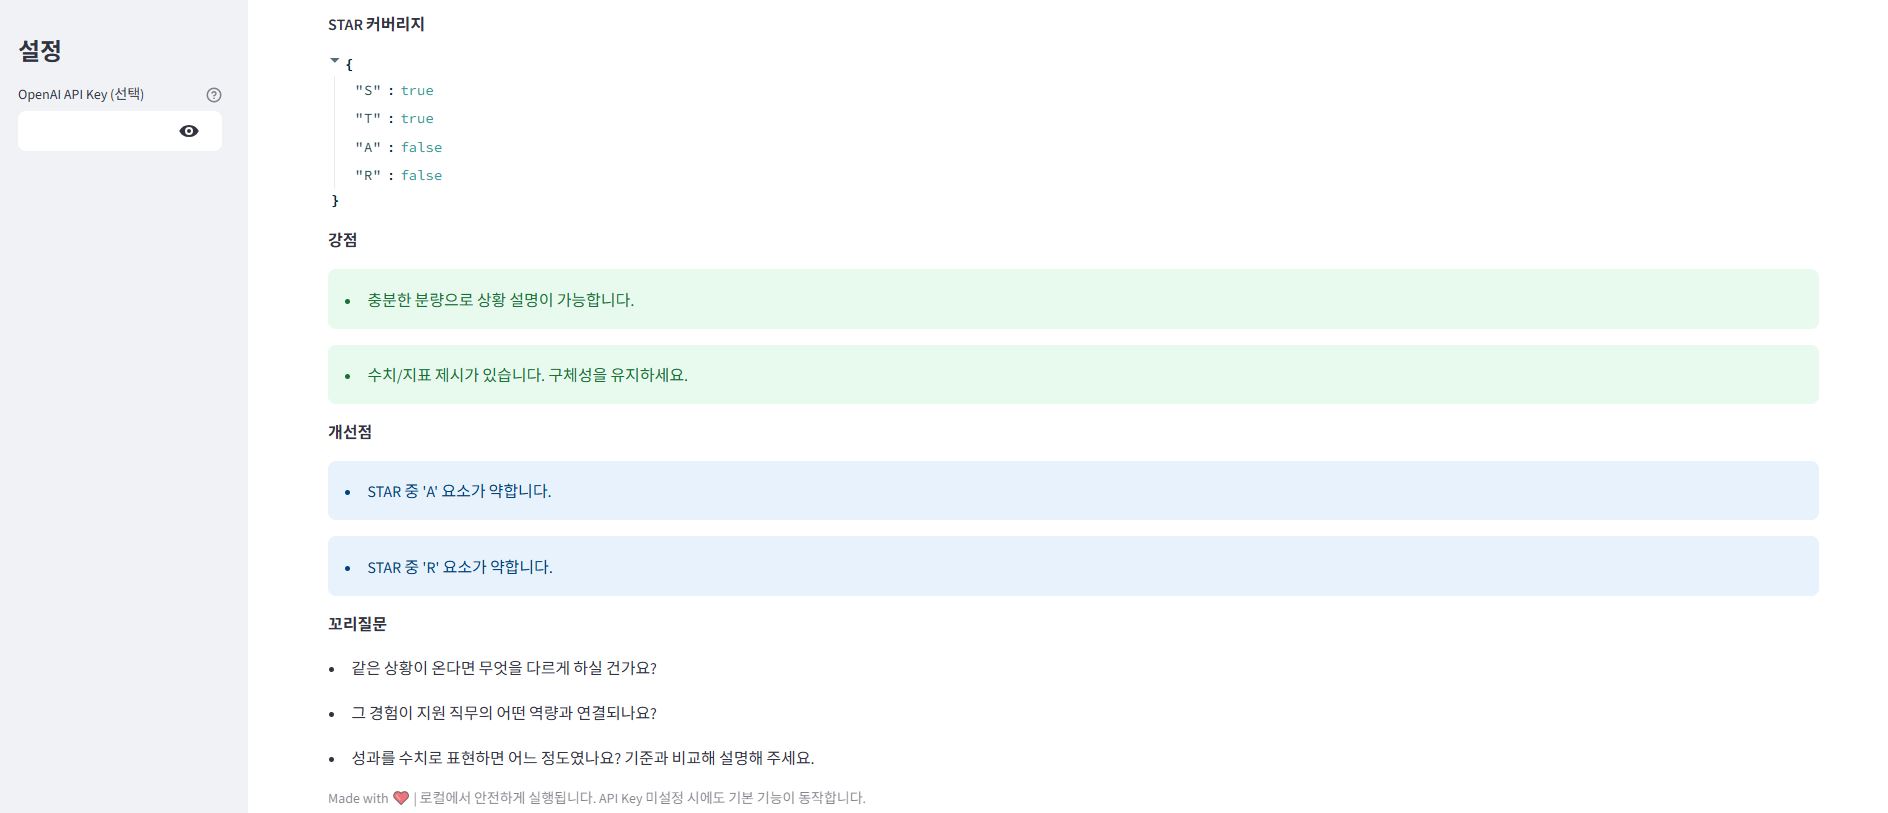 설정
OpenAI API Key (선택)
STAR 커버리지
{
"S" : true
"T" : true
"A" : false
"R" : false
}
강점
• 충분한 분량으로 상황 설명이 가능합니다.
• 수치/지표 제시가 있습니다. 구체성을 유지하세요.
개선점
• STAR 중 'A' 요소가 약합니다.
• STAR 중 'R' 요소가 약합니다.
꼬리질문
• 같은 상황이 온다면 무엇을 다르게 하실 건가요?
• 그 경험이 지원 직무의 어떤 역량과 연결되나요?
• 성과를 수치로 표현하면 어느 정도였나요? 기준과 비교해 설명해 주세요.
Made with ❤️ | 로컬에서 안전하게 실행됩니다. API Key 미설정 시에도 기본 기능이 동작합니다.